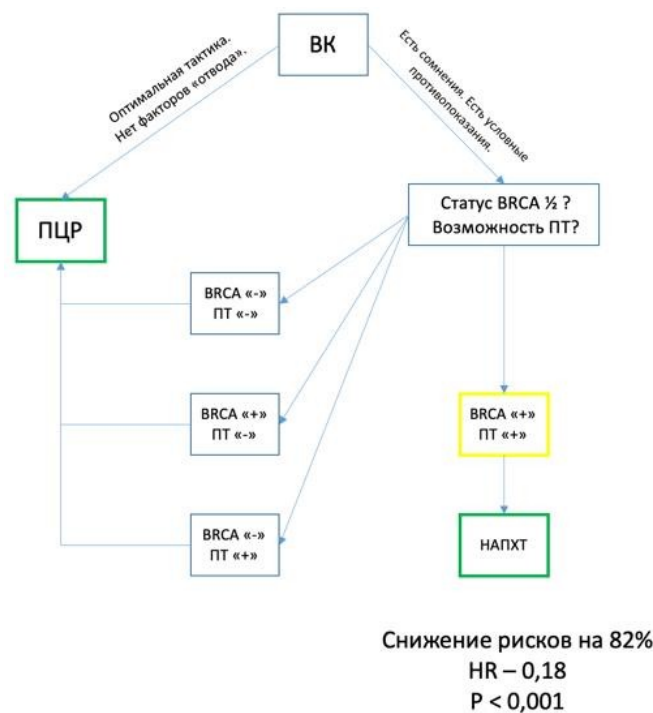 ВК
Оптимальная тактика.
Нет факторов «отвода».
Есть сомнения. Есть условные
противопоказания.
Статус BRCA ½ ?
Возможность ПТ?
ПЦР
BRCA «-»
ПТ «-»
BRCA «+»
ПТ «-»
BRCA «+»
ПТ «+»
BRCA «-»
ПТ «+»
НАПХТ
Снижение рисков на 82%
HR – 0,18
P < 0,001